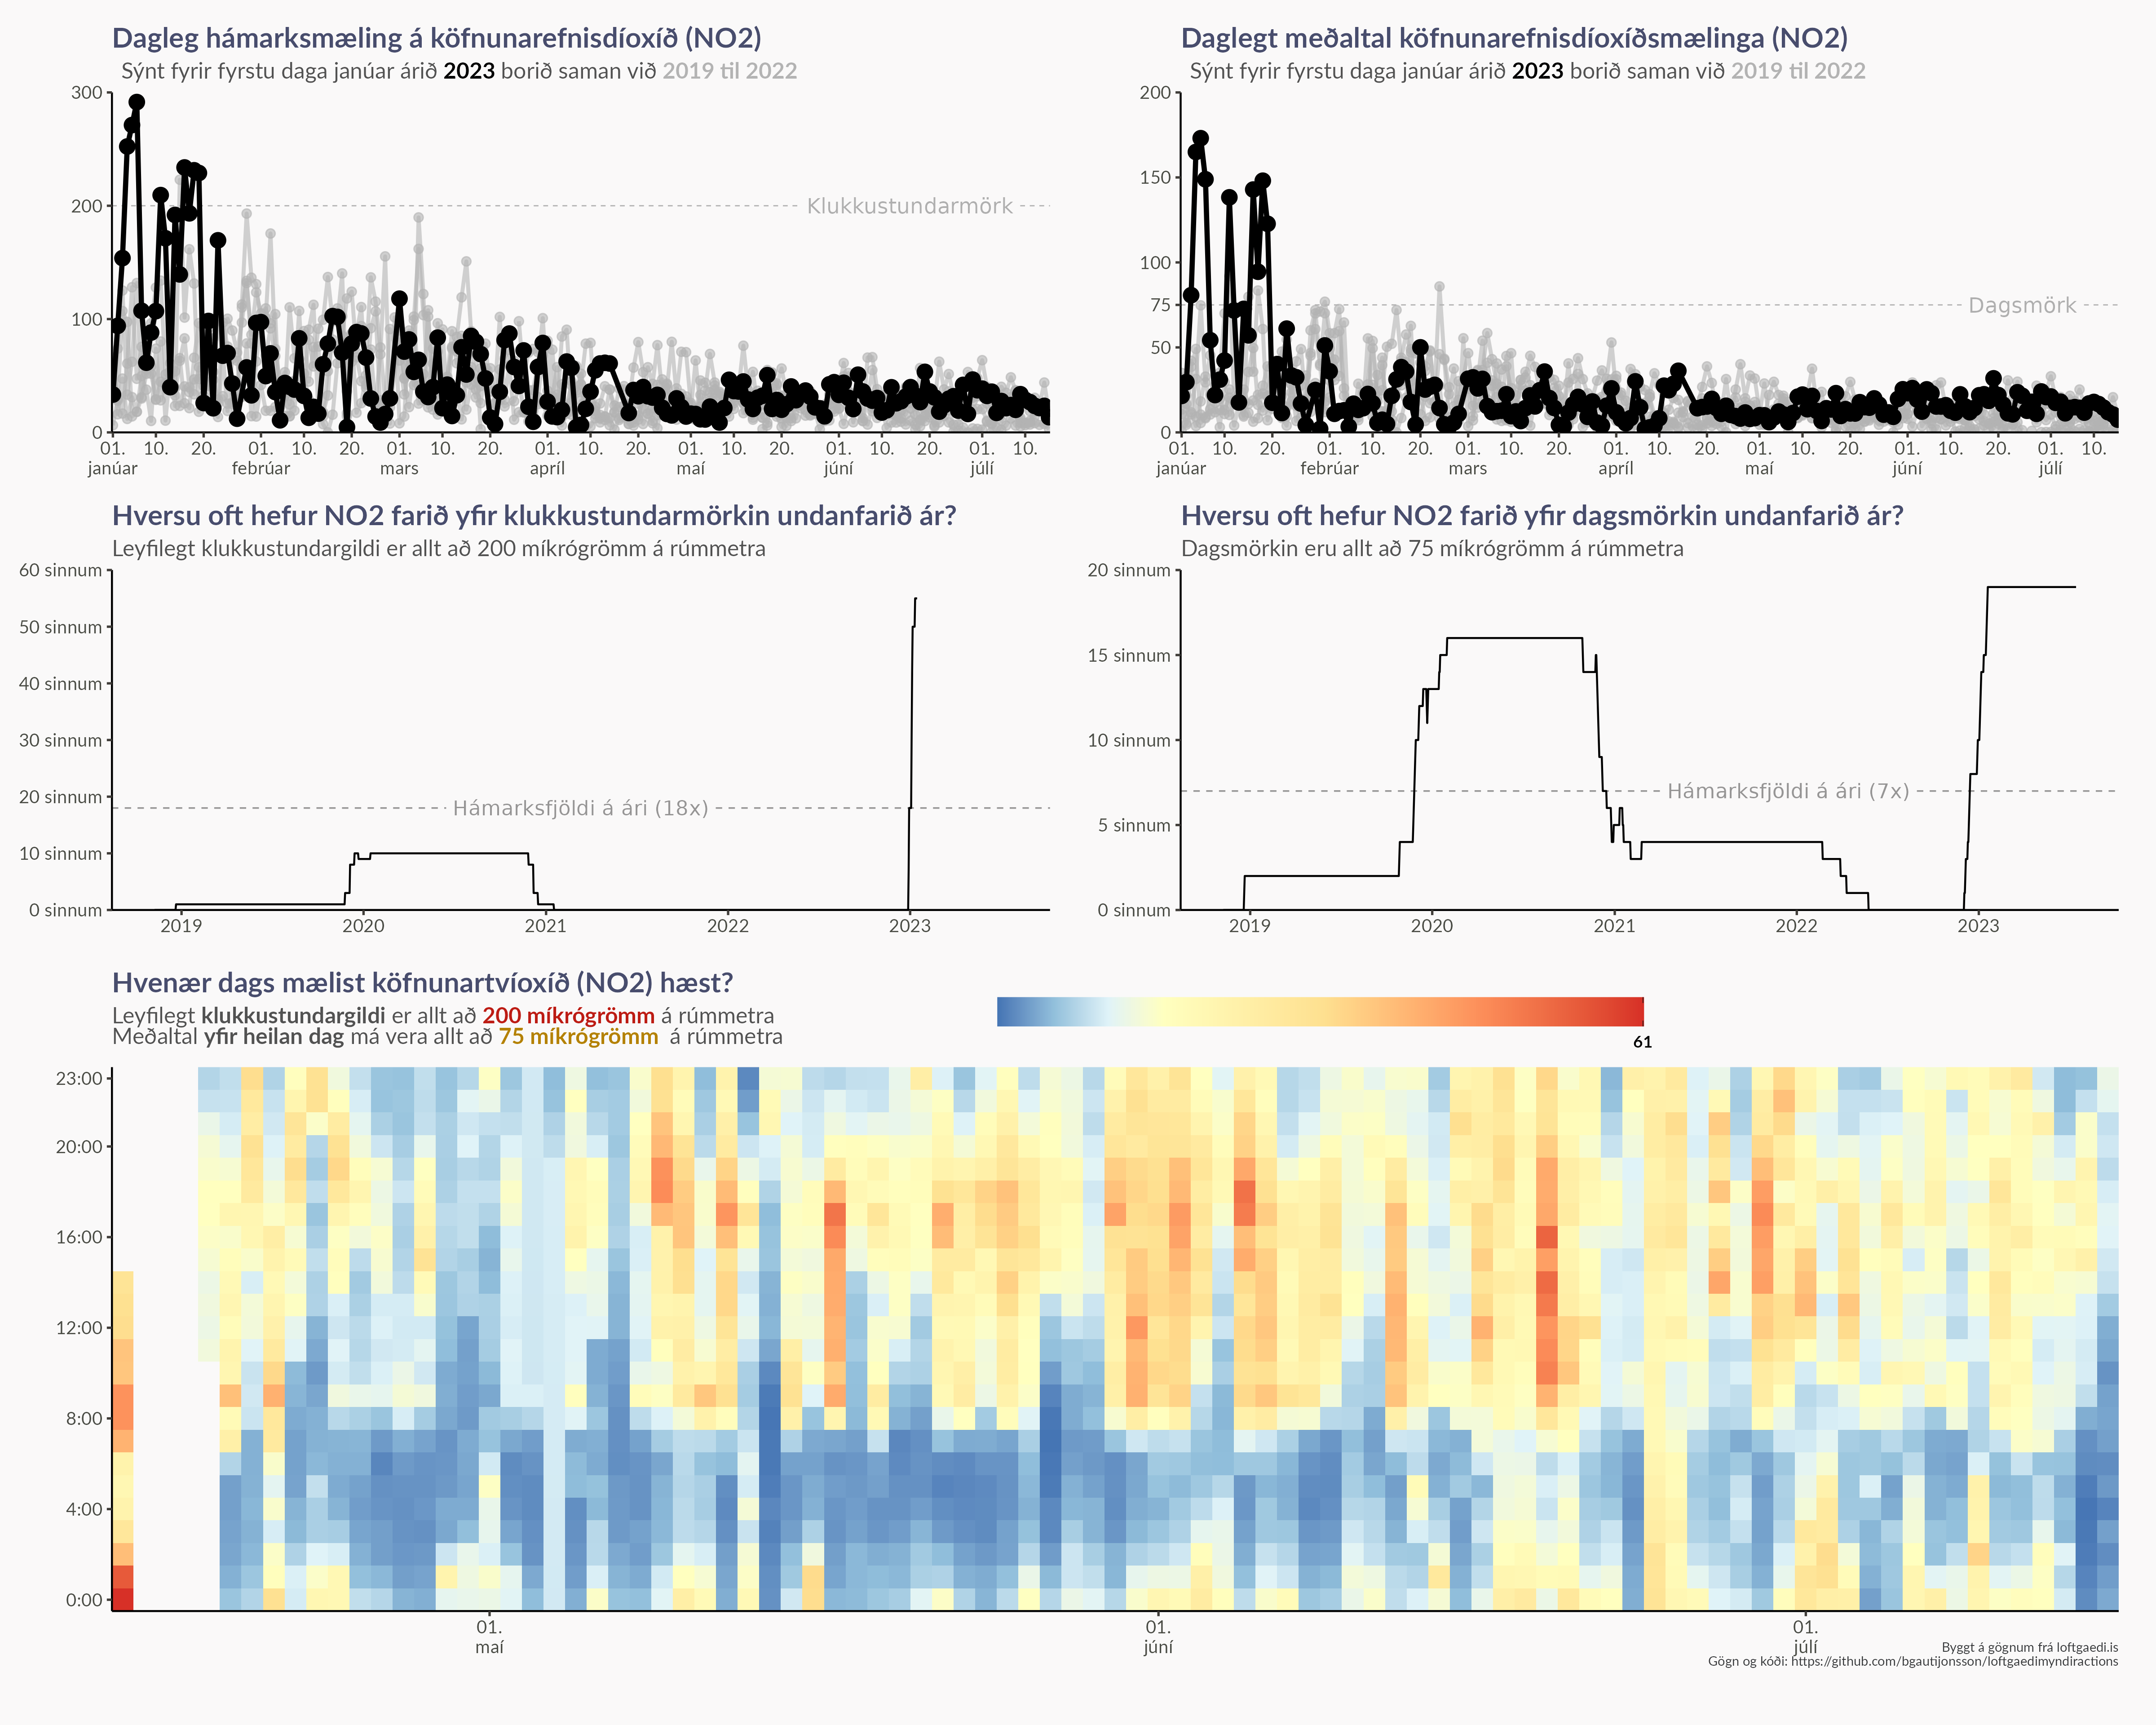 Dagleg hámarksmæling á köfnunarefnisdíoxíð (NO2)
Sýnt fyrir fyrstu daga janúar árið 2023 borið saman við 2019 til 2022
300
200
100
0
Klukkustundarmörk
01. 10. 20. 01. 10. 20. 01. 10. 20. 01. 10. 20. 01. 10. 20. 01. 10. 20. 01. 10.
janúar febrúar mars apríl maí júní júlí
Daglegt meðaltal köfnunarefnisdíoxíðsmælinga (NO2)
Sýnt fyrir fyrstu daga janúar árið 2023 borið saman við 2019 til 2022
200
150
100
75
50
0
Dagsmörk
01. 10. 20. 01. 10. 20. 01. 10. 20. 01. 10. 20. 01. 10. 20. 01. 10. 20. 01. 10.
janúar febrúar mars apríl maí júní júlí
Hversu oft hefur NO2 farið yfir klukkustundarmörkin undanfarið ár?
Leyfilegt klukkustundargildi er allt að 200 míkrógrömm á rúmmetra
60 sinnum
50 sinnum
40 sinnum
30 sinnum
20 sinnum
10 sinnum
0 sinnum
Hámarksfjöldi á ári (18x)
2019 2020 2021 2022 2023
Hversu oft hefur NO2 farið yfir dagsmörkin undanfarið ár?
Dagsmörkin eru allt að 75 míkrógrömm á rúmmetra
20 sinnum
15 sinnum
10 sinnum
5 sinnum
0 sinnum
Hámarksfjöldi á ári (7x)
2019 2020 2021 2022 2023
Hvenær dags mælist köfnunartvíoxíð (NO2) hæst?
Leyfilegt klukkustundargildi er allt að 200 míkrógrömm á rúmmetra
Meðaltal yfir heilan dag má vera allt að 75 míkrógrömm á rúmmetra
61
23:00
20:00
16:00
12:00
8:00
4:00
0:00
01. 01. 01.
maí júní júlí
Byggt á gögnum frá loftgaedi.is
Gögn og kóði: https://github.com/bgautijonsson/loftgaedimyndiractions